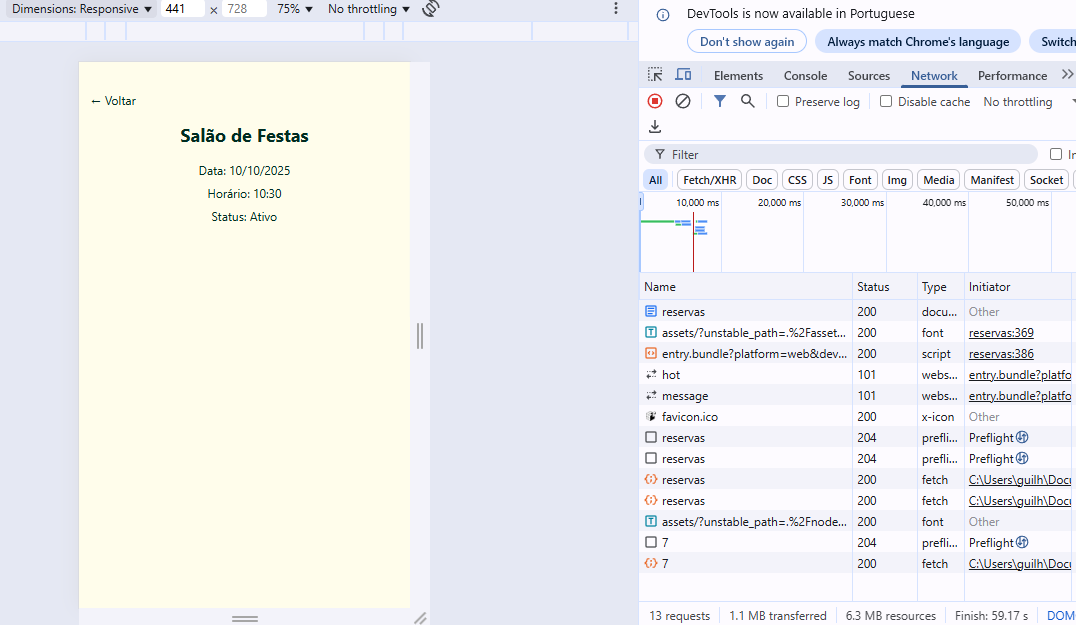 Dimensions: Responsive ▼ 441 × 728 75% ▼ No throttling ▼
← Voltar
Salão de Festas
Data: 10/10/2025
Horário: 10:30
Status: Ativo
DevTools is now available in Portuguese
Don't show again Always match Chrome's language Switch
Elements Console Sources Network Performance
Preserve log Disable cache No throttling
Filter In
All Fetch/XHR Doc CSS JS Font Img Media Manifest Socket
10,000 ms 20,000 ms 30,000 ms 40,000 ms 50,000 ms
Name Status Type Initiator
reservas 200 docu... Other
assets/?unstable_path=.%2Fasset... 200 font reservas:369
entry.bundle?platform=web&dev... 200 script reservas:386
hot 101 webs... entry.bundle?platfo
message 101 webs... entry.bundle?platfo
favicon.ico 200 x-icon Other
reservas 204 prefli... Preflight
reservas 204 prefli... Preflight
reservas 200 fetch C:\Users\guilh\Docu
reservas 200 fetch C:\Users\guilh\Docu
assets/?unstable_path=.%2Fnode... 200 font Other
7 204 prefli... Preflight
7 200 fetch C:\Users\guilh\Docu
13 requests 1.1 MB transferred 6.3 MB resources Finish: 59.17 s DOM